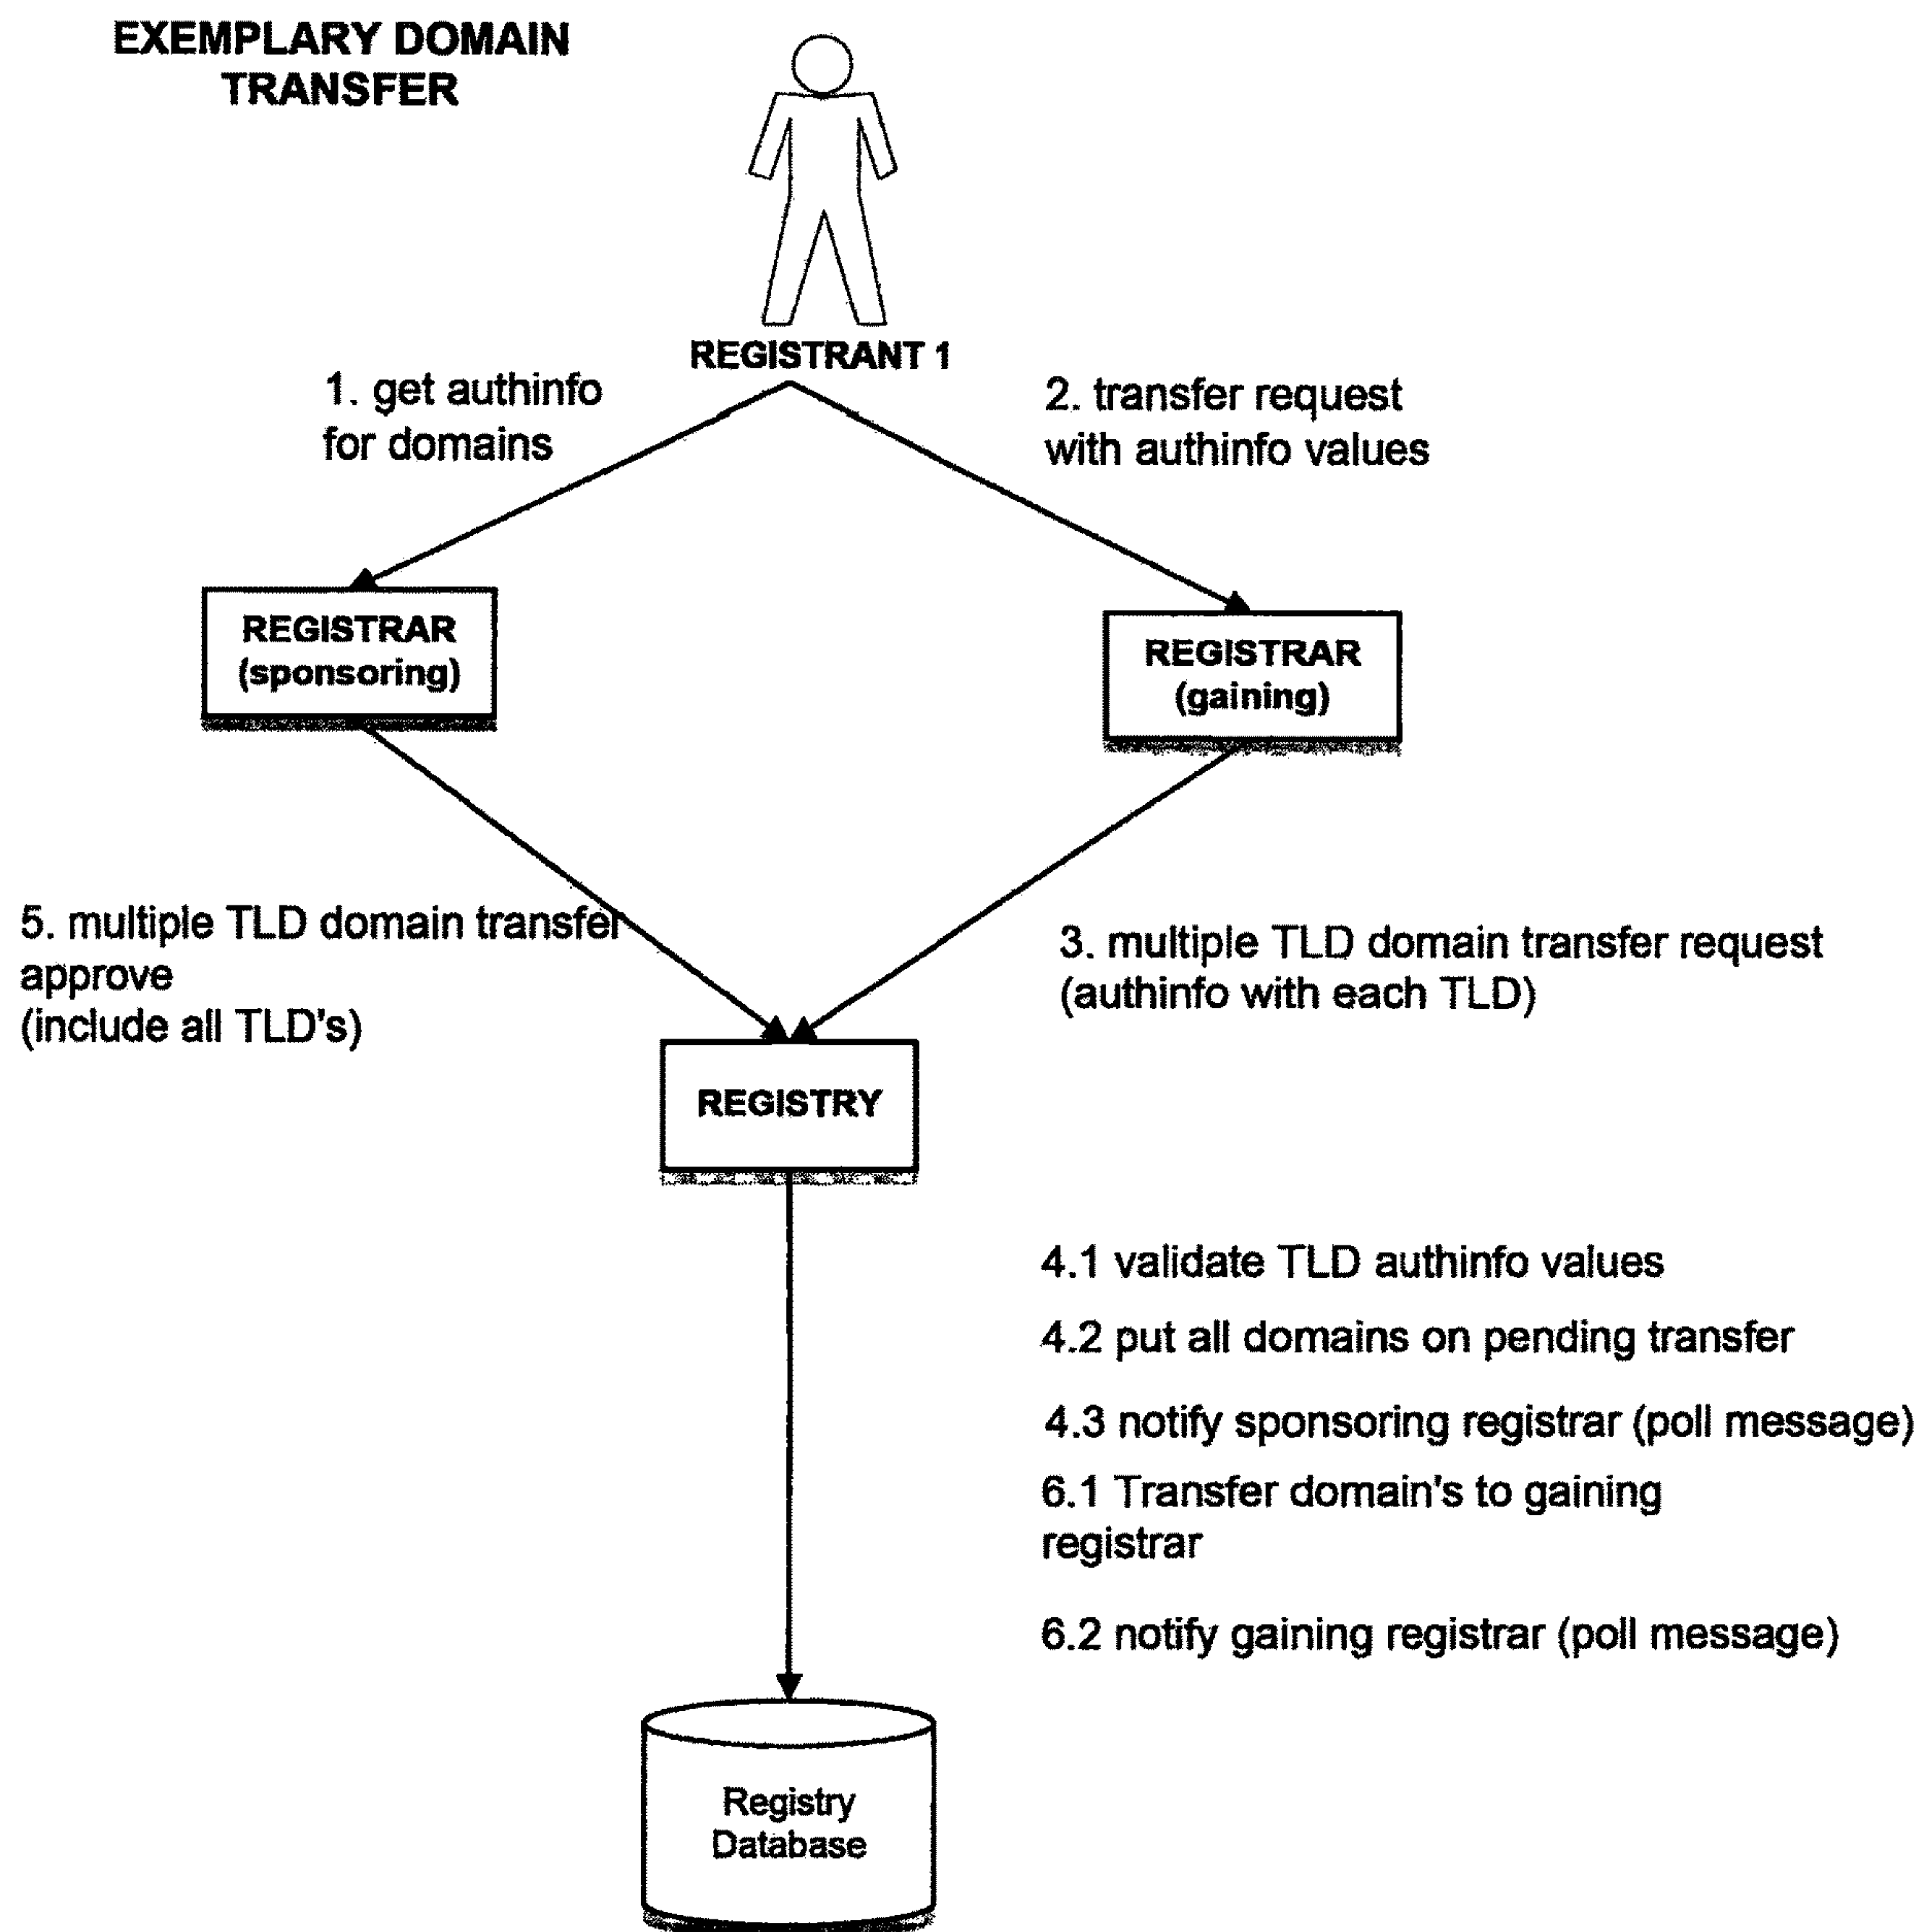 EXEMPLARY DOMAIN
TRANSFER
REGISTRANT 1
1. get authinfo
for domains
2. transfer request
with authinfo values
REGISTRAR
(sponsoring)
REGISTRAR
(gaining)
5. multiple TLD domain transfer
approve
(include all TLD's)
3. multiple TLD domain transfer request
(authinfo with each TLD)
REGISTRY
4.1 validate TLD authinfo values
4.2 put all domains on pending transfer
4.3 notify sponsoring registrar (poll message)
6.1 Transfer domain's to gaining
registrar
6.2 notify gaining registrar (poll message)
Registry
Database